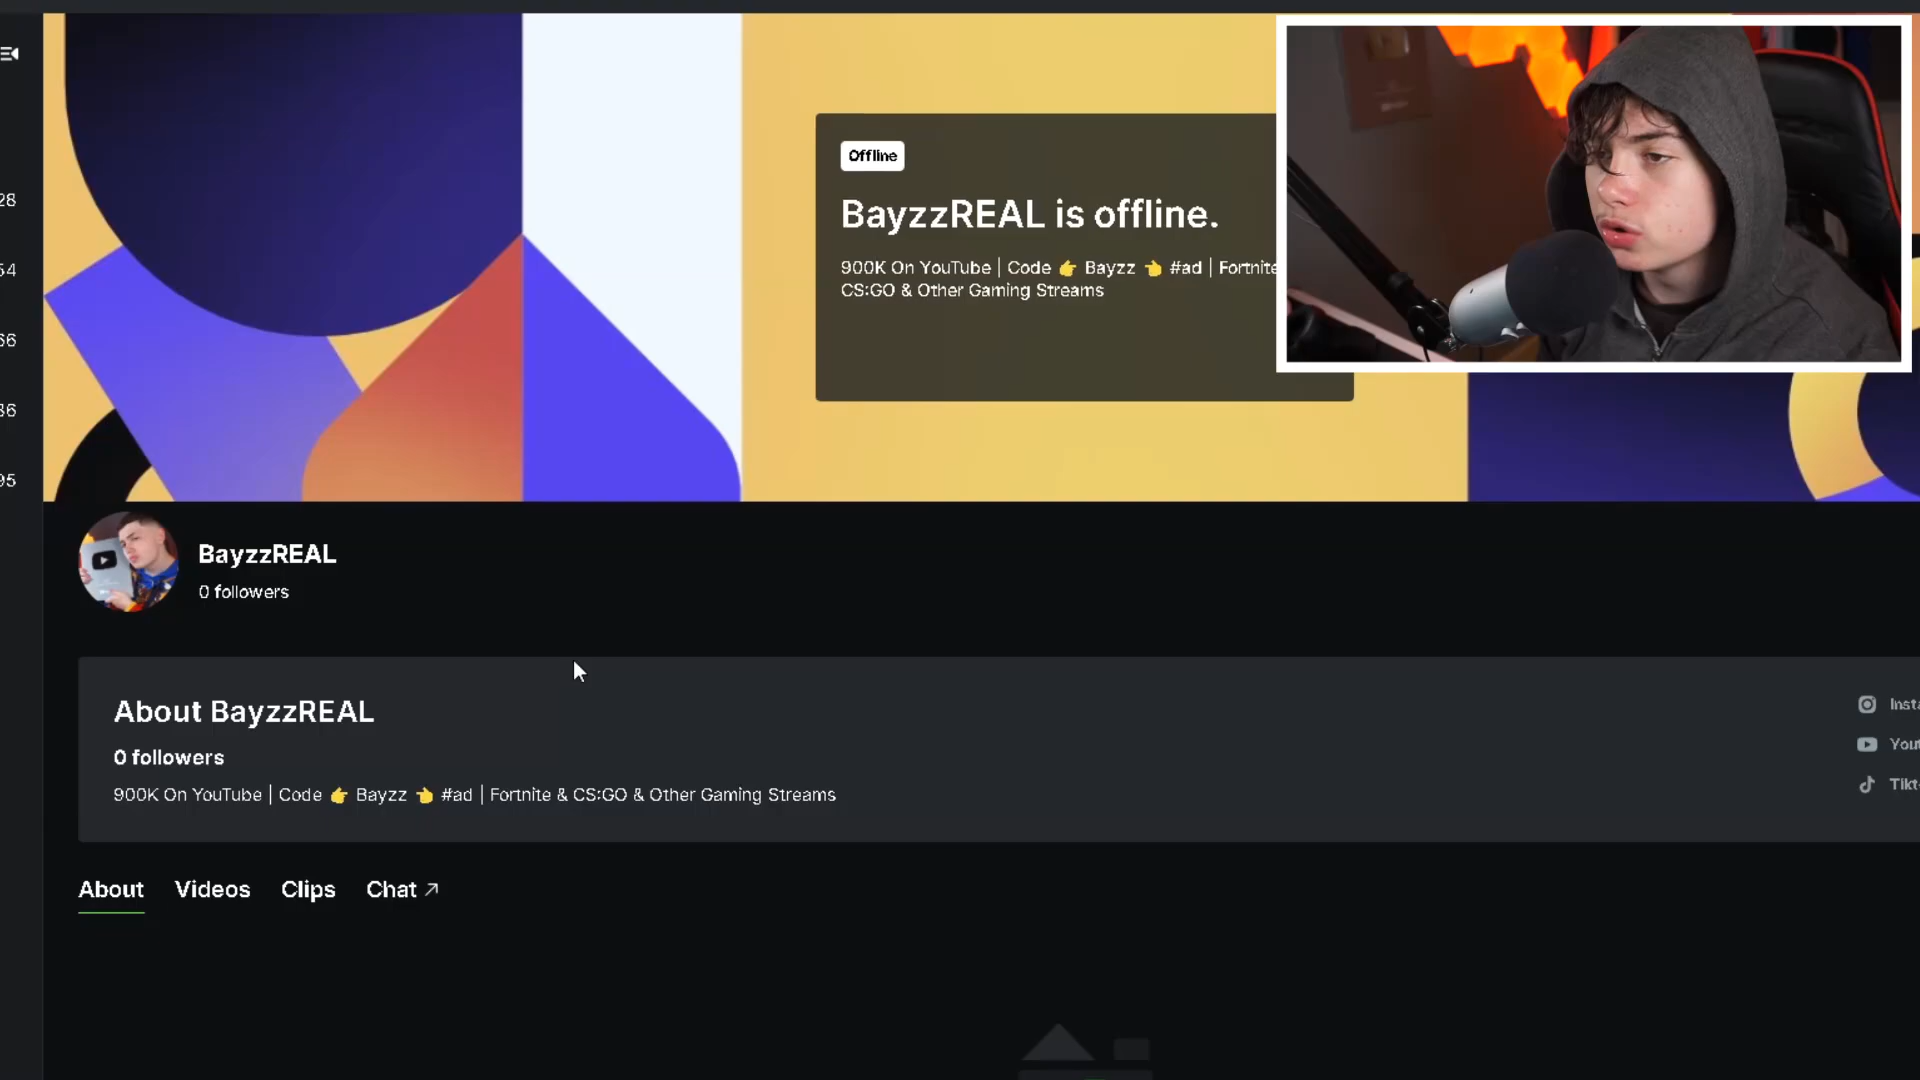 28
54
66
36
95
Offline
BayzzREAL is offline.
900K On YouTube | Code 👉 Bayzz 👈 #ad | Fortnite
CS:GO & Other Gaming Streams
BayzzREAL
0 followers
About BayzzREAL
0 followers
900K On YouTube | Code 👉 Bayzz 👈 #ad | Fortnite & CS:GO & Other Gaming Streams
Insta
Yout
Tikt
About Videos Clips Chat ↗